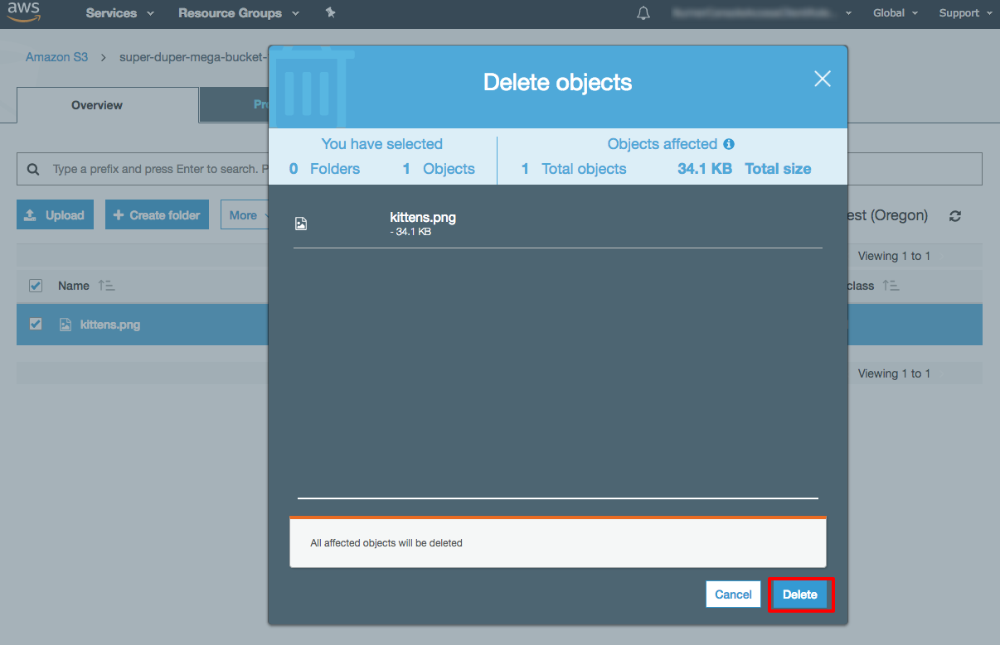 aws Services Resource Groups Global Support
Amazon S3 > super-duper-mega-bucket-
Overview
Delete objects
You have selected
0 Folders 1 Objects
Objects affected
1 Total objects 34.1 KB Total size
Type a prefix and press Enter to search.
Upload Create folder More
(Oregon)
Viewing 1 to 1
Name
class
kittens.png
Viewing 1 to 1
kittens.png
- 34.1 KB
All affected objects will be deleted
Cancel Delete